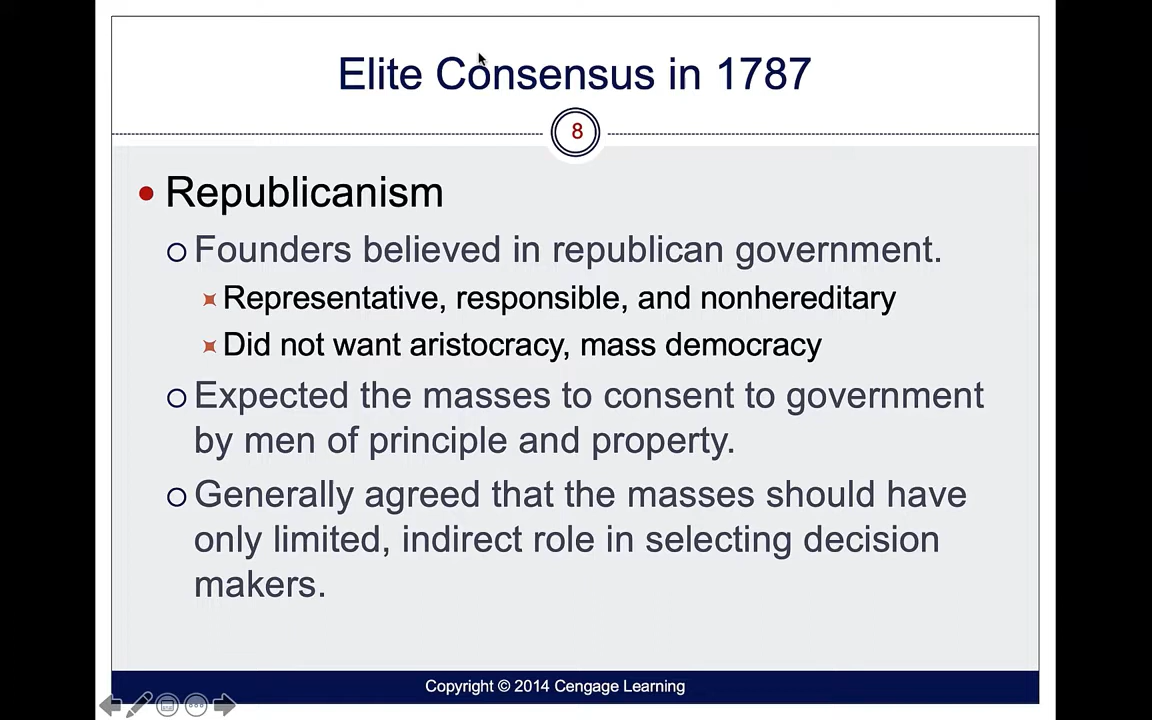 Elite Consensus in 1787
8
Republicanism
Founders believed in republican government.
Representative, responsible, and nonhereditary
Did not want aristocracy, mass democracy
Expected the masses to consent to government
by men of principle and property.
Generally agreed that the masses should have
only limited, indirect role in selecting decision
makers.
Copyright © 2014 Cengage Learning